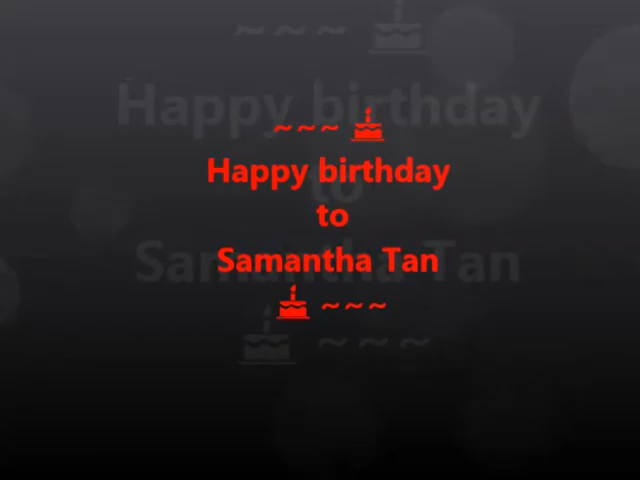 ~ ~ ~ 🎂
Happy birthday
to
Samantha Tan
🎂 ~ ~ ~